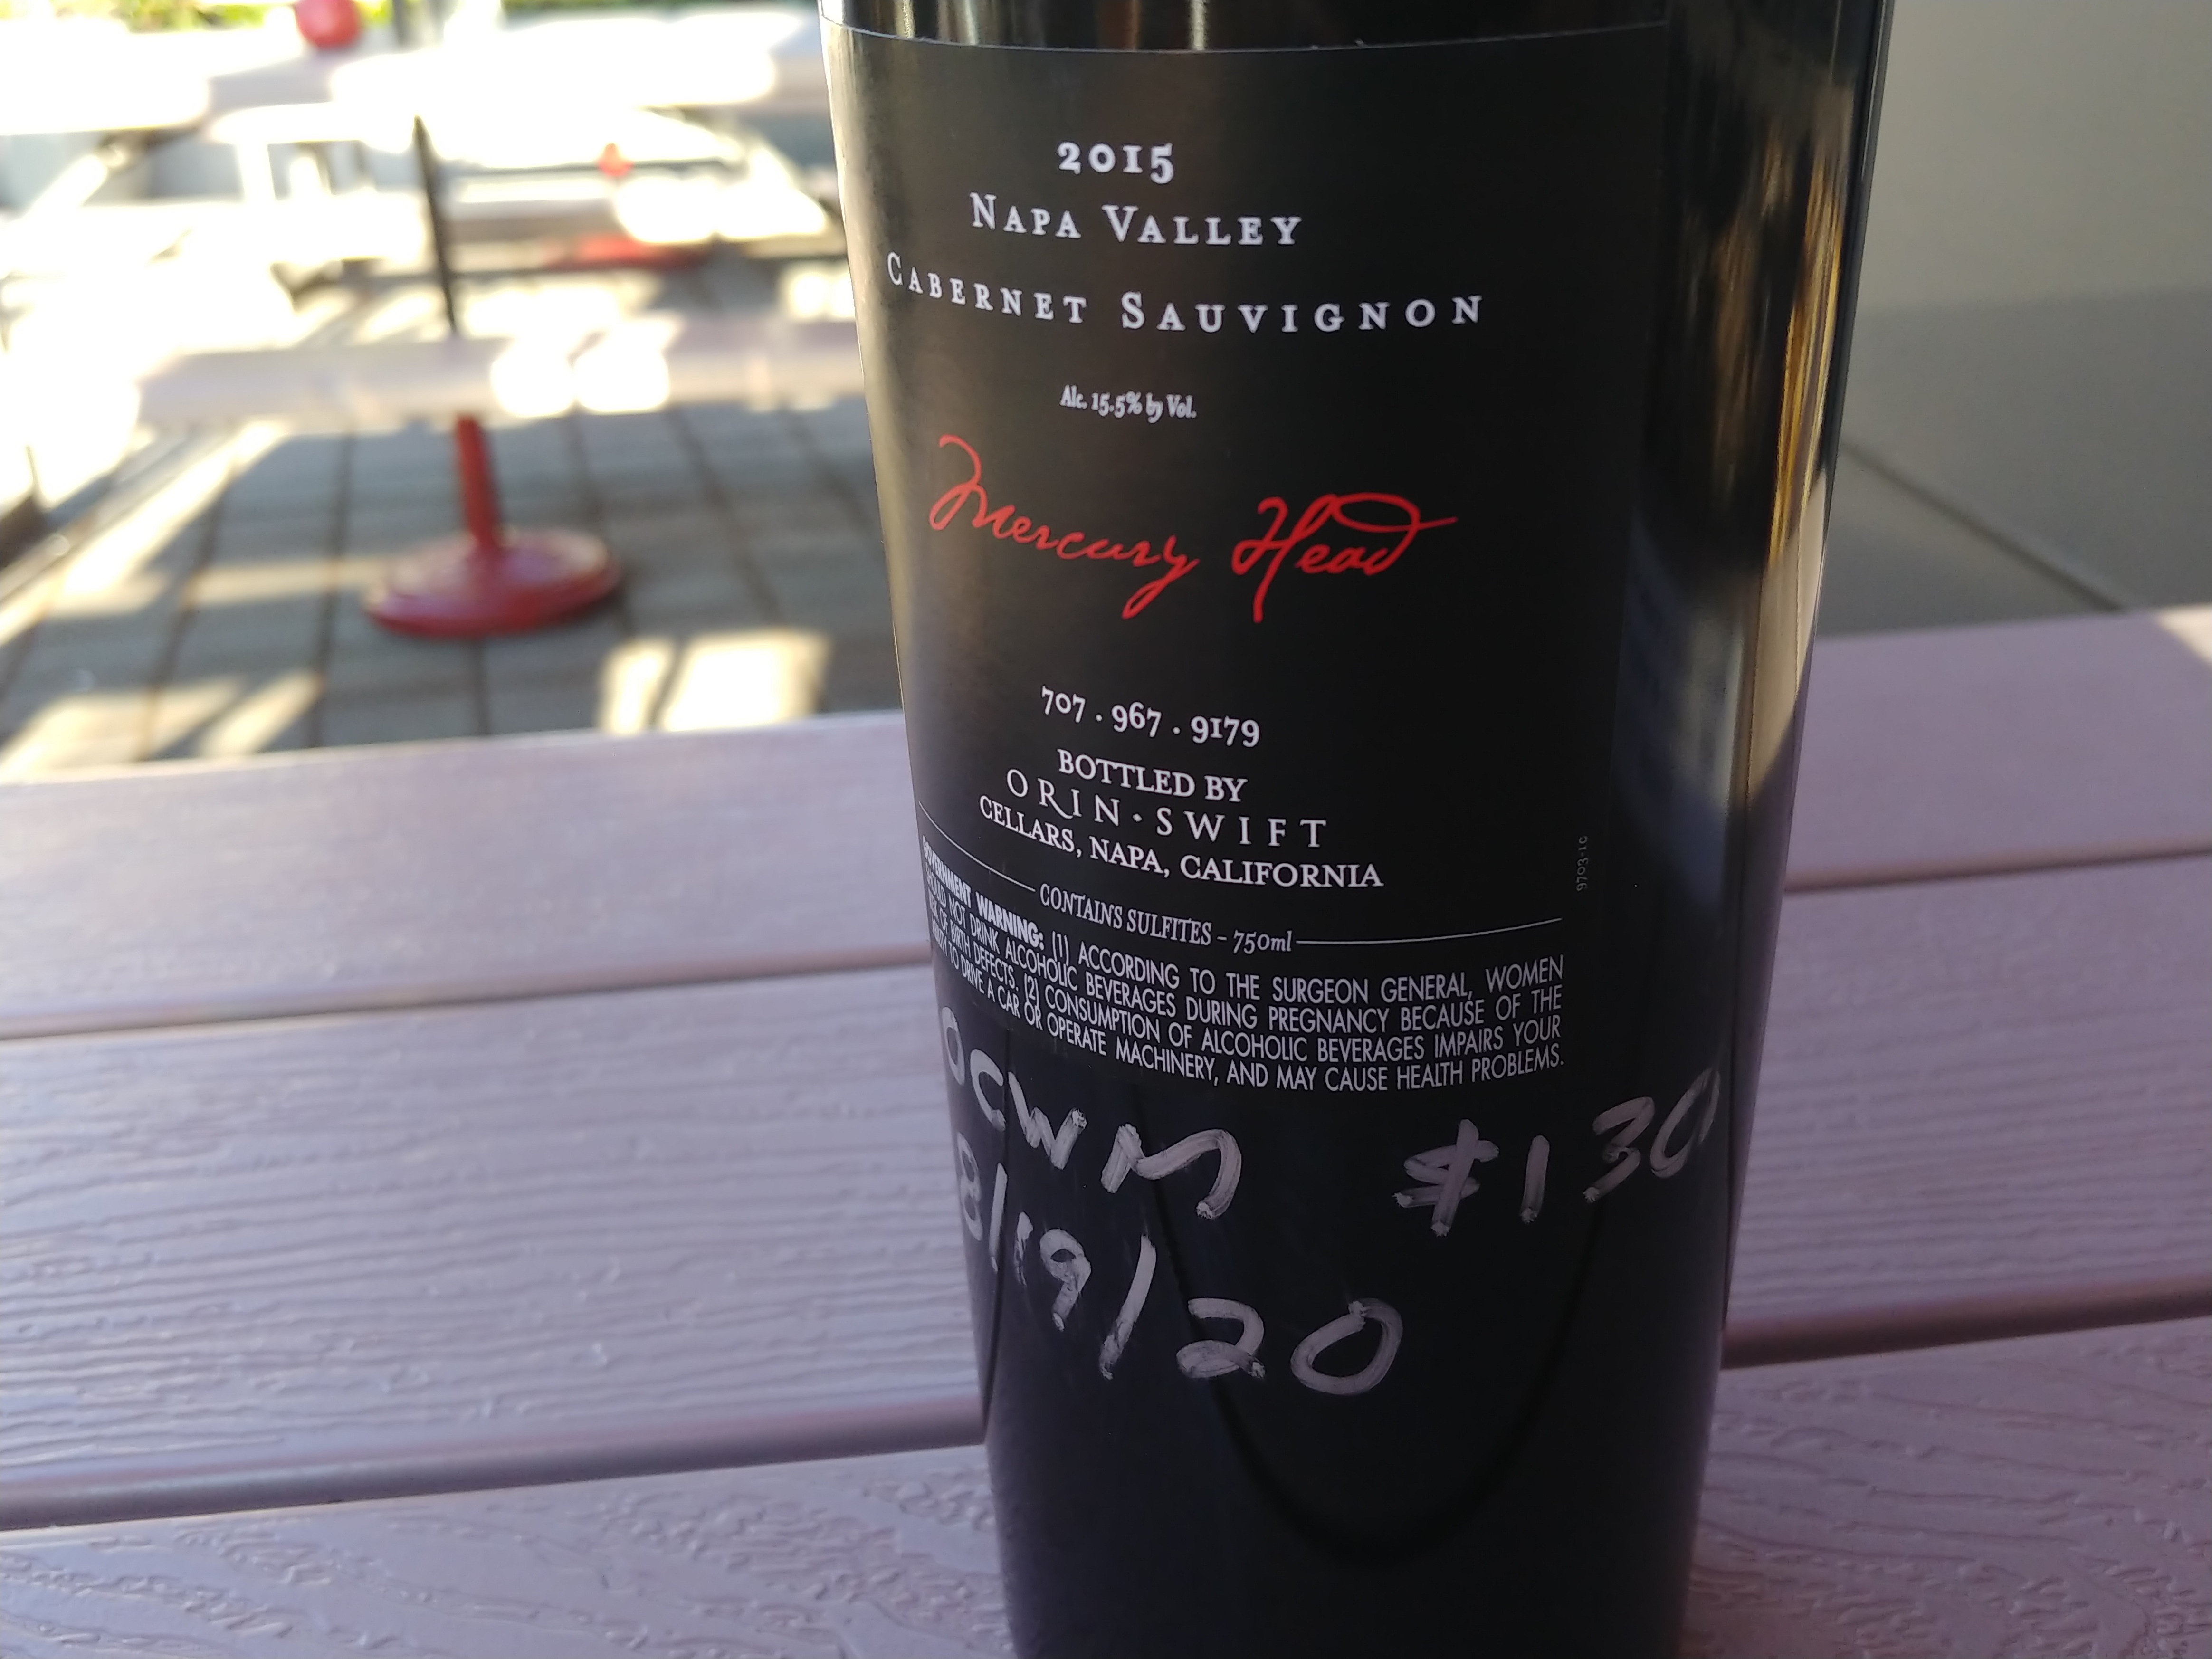 2015
NAPA VALLEY
CABERNET SAUVIGNON
Alc. 15.5% by Vol.
Mercury Head
707 . 967 . 9179
BOTTLED BY
ORIN · SWIFT
CELLARS, NAPA, CALIFORNIA
CONTAINS SULFITES - 750ml
GOVERNMENT WARNING: (1) ACCORDING TO THE SURGEON GENERAL, WOMEN
SHOULD NOT DRINK ALCOHOLIC BEVERAGES DURING PREGNANCY BECAUSE OF THE
RISK OF BIRTH DEFECTS. (2) CONSUMPTION OF ALCOHOLIC BEVERAGES IMPAIRS YOUR
ABILITY TO DRIVE A CAR OR OPERATE MACHINERY, AND MAY CAUSE HEALTH PROBLEMS.
9703-1c
OCWM $130
8/19/20